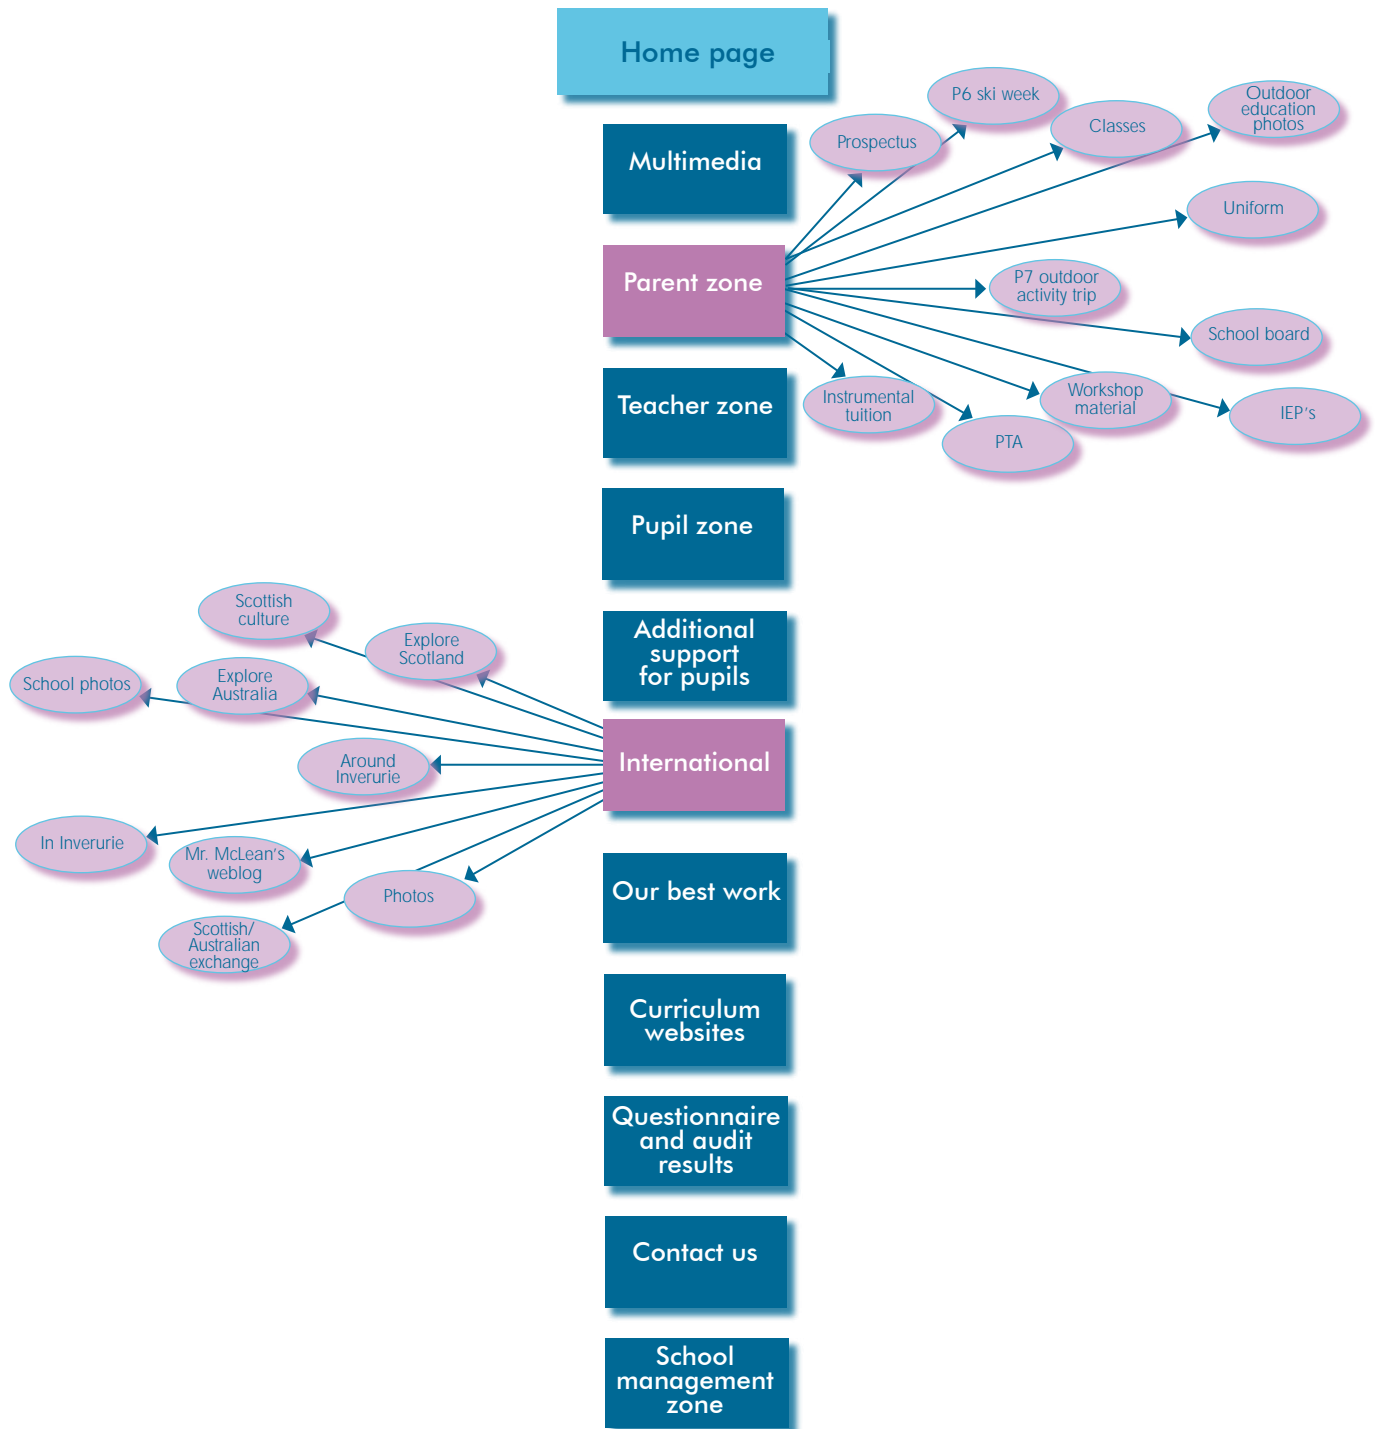 Home page
Multimedia
Prospectus
P6 ski week
Classes
Outdoor
education
photos
Uniform
Parent zone
P7 outdoor
activity trip
School board
Teacher zone
Instrumental
tuition
PTA
Workshop
material
IEP's
Pupil zone
Additional
support
for pupils
Scottish
culture
Explore
Scotland
School photos
Explore
Australia
International
Around
Inverurie
In Inverurie
Mr. McLean's
weblog
Photos
Scottish/
Australian
exchange
Our best work
Curriculum
websites
Questionnaire
and audit
results
Contact us
School
management
zone